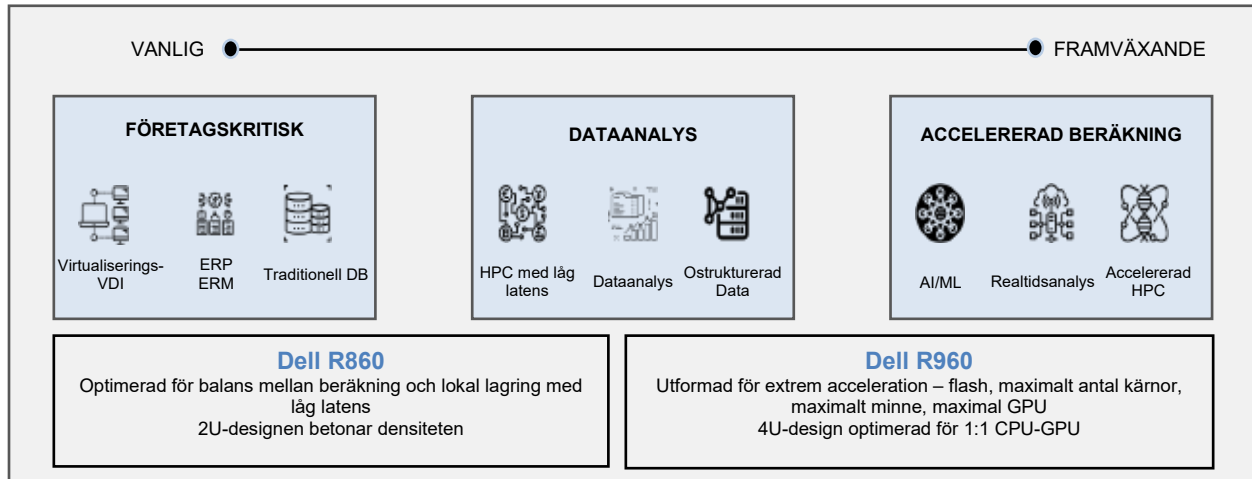 VANLIG
FRAMVÄXANDE
FÖRETAGSKRITISK
Virtualiserings-
VDI
ERP
ERM
Traditionell DB
DATAANALYS
HPC med låg
latens
Dataanalys
Ostrukturerad
Data
ACCELERERAD BERÄKNING
AI/ML
Realtidsanalys
Accelererad
HPC
Dell R860
Optimerad för balans mellan beräkning och lokal lagring med
låg latens
2U-designen betonar densiteten
Dell R960
Utformad för extrem acceleration – flash, maximalt antal kärnor,
maximalt minne, maximal GPU
4U-design optimerad för 1:1 CPU-GPU